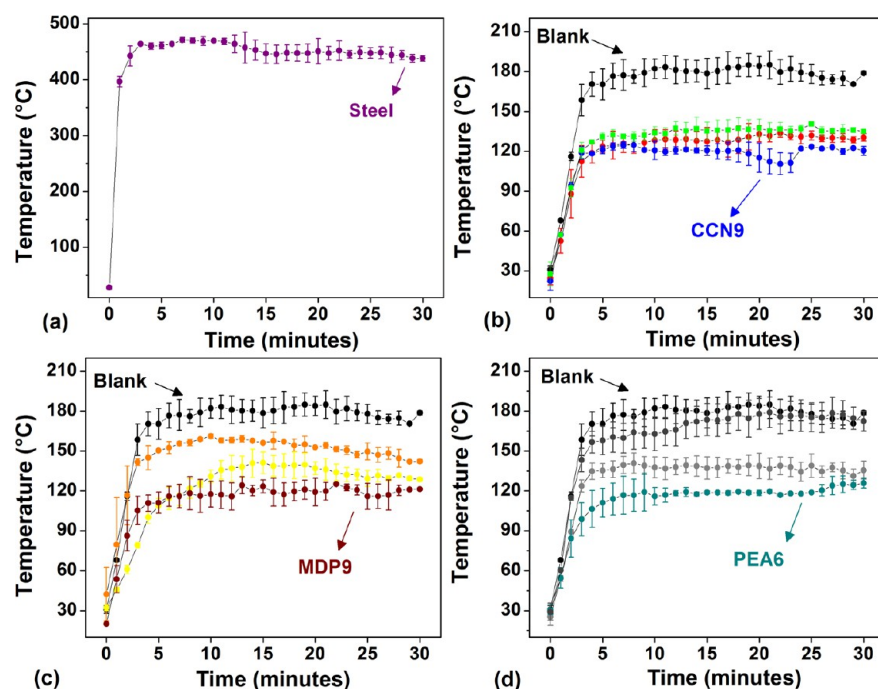 500
400
300
200
100
Temperature (°C)
Steel
0 5 10 15 20 25 30
(a) Time (minutes)
210
180
150
120
90
60
30
Temperature (°C)
Blank
CCN9
0 5 10 15 20 25 30
(b) Time (minutes)
210
180
150
120
90
60
30
Temperature (°C)
Blank
MDP9
0 5 10 15 20 25 30
(c) Time (minutes)
210
180
150
120
90
60
30
Temperature (°C)
Blank
PEA6
0 5 10 15 20 25 30
(d) Time (minutes)